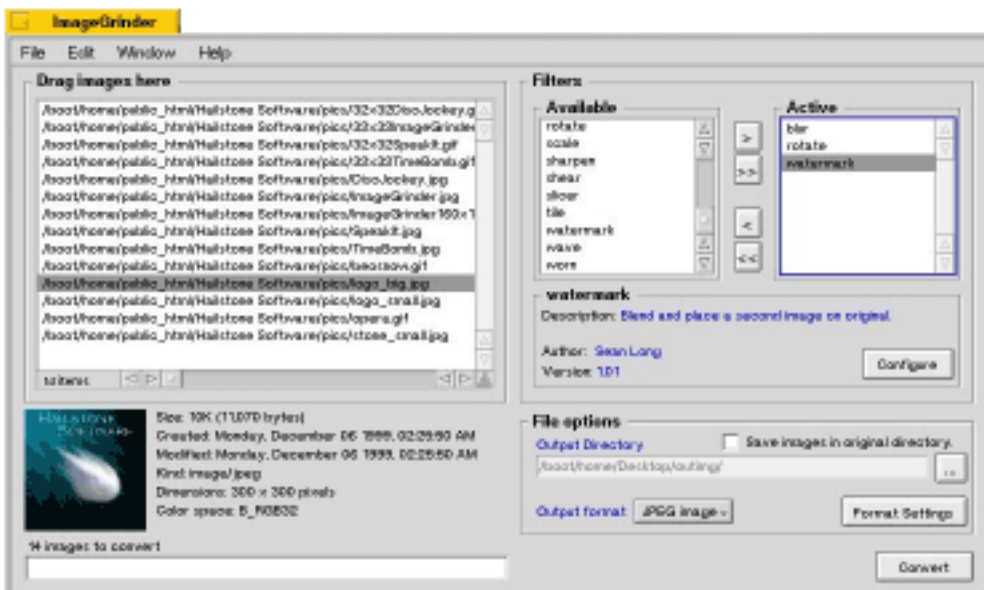 ImageGrinder
File Edit Window Help
Drag images here
/boot/home/public_html/Hailstone Software/pics/32x32DiscJockey.g
/boot/home/public_html/Hailstone Software/pics/32x32ImageGrinder
/boot/home/public_html/Hailstone Software/pics/32x32SpeakIt.gif
/boot/home/public_html/Hailstone Software/pics/32x32TimeBomb.gif
/boot/home/public_html/Hailstone Software/pics/DiscJockey.jpg
/boot/home/public_html/Hailstone Software/pics/ImageGrinder.jpg
/boot/home/public_html/Hailstone Software/pics/ImageGrinder160x1
/boot/home/public_html/Hailstone Software/pics/SpeakIt.jpg
/boot/home/public_html/Hailstone Software/pics/TimeBomb.jpg
/boot/home/public_html/Hailstone Software/pics/beosnow.gif
/boot/home/public_html/Hailstone Software/pics/logo_big.jpg
/boot/home/public_html/Hailstone Software/pics/logo_small.jpg
/boot/home/public_html/Hailstone Software/pics/opera.gif
/boot/home/public_html/Hailstone Software/pics/stone_small.jpg
items
HAILSTONE
SOFTWARE
Size: 10K (11,070 bytes)
Created: Monday, December 06 1999, 02:29:50 AM
Modified: Monday, December 06 1999, 02:29:50 AM
Kind: image/jpeg
Dimensions: 300 x 300 pixels
Color space: B_RGB32
14 images to convert
Filters
Available
rotate
scale
sharpen
shear
slicer
tile
watermark
wave
worn
>
>>
<
<<
Active
blur
rotate
watermark
watermark
Description: Blend and place a second image on original.
Author: Sean Long
Version: 1.01
Configure
File options
Output Directory
Save images in original directory.
/boot/home/Desktop/outimg/
...
Output format JPEG image
Format Settings
Convert